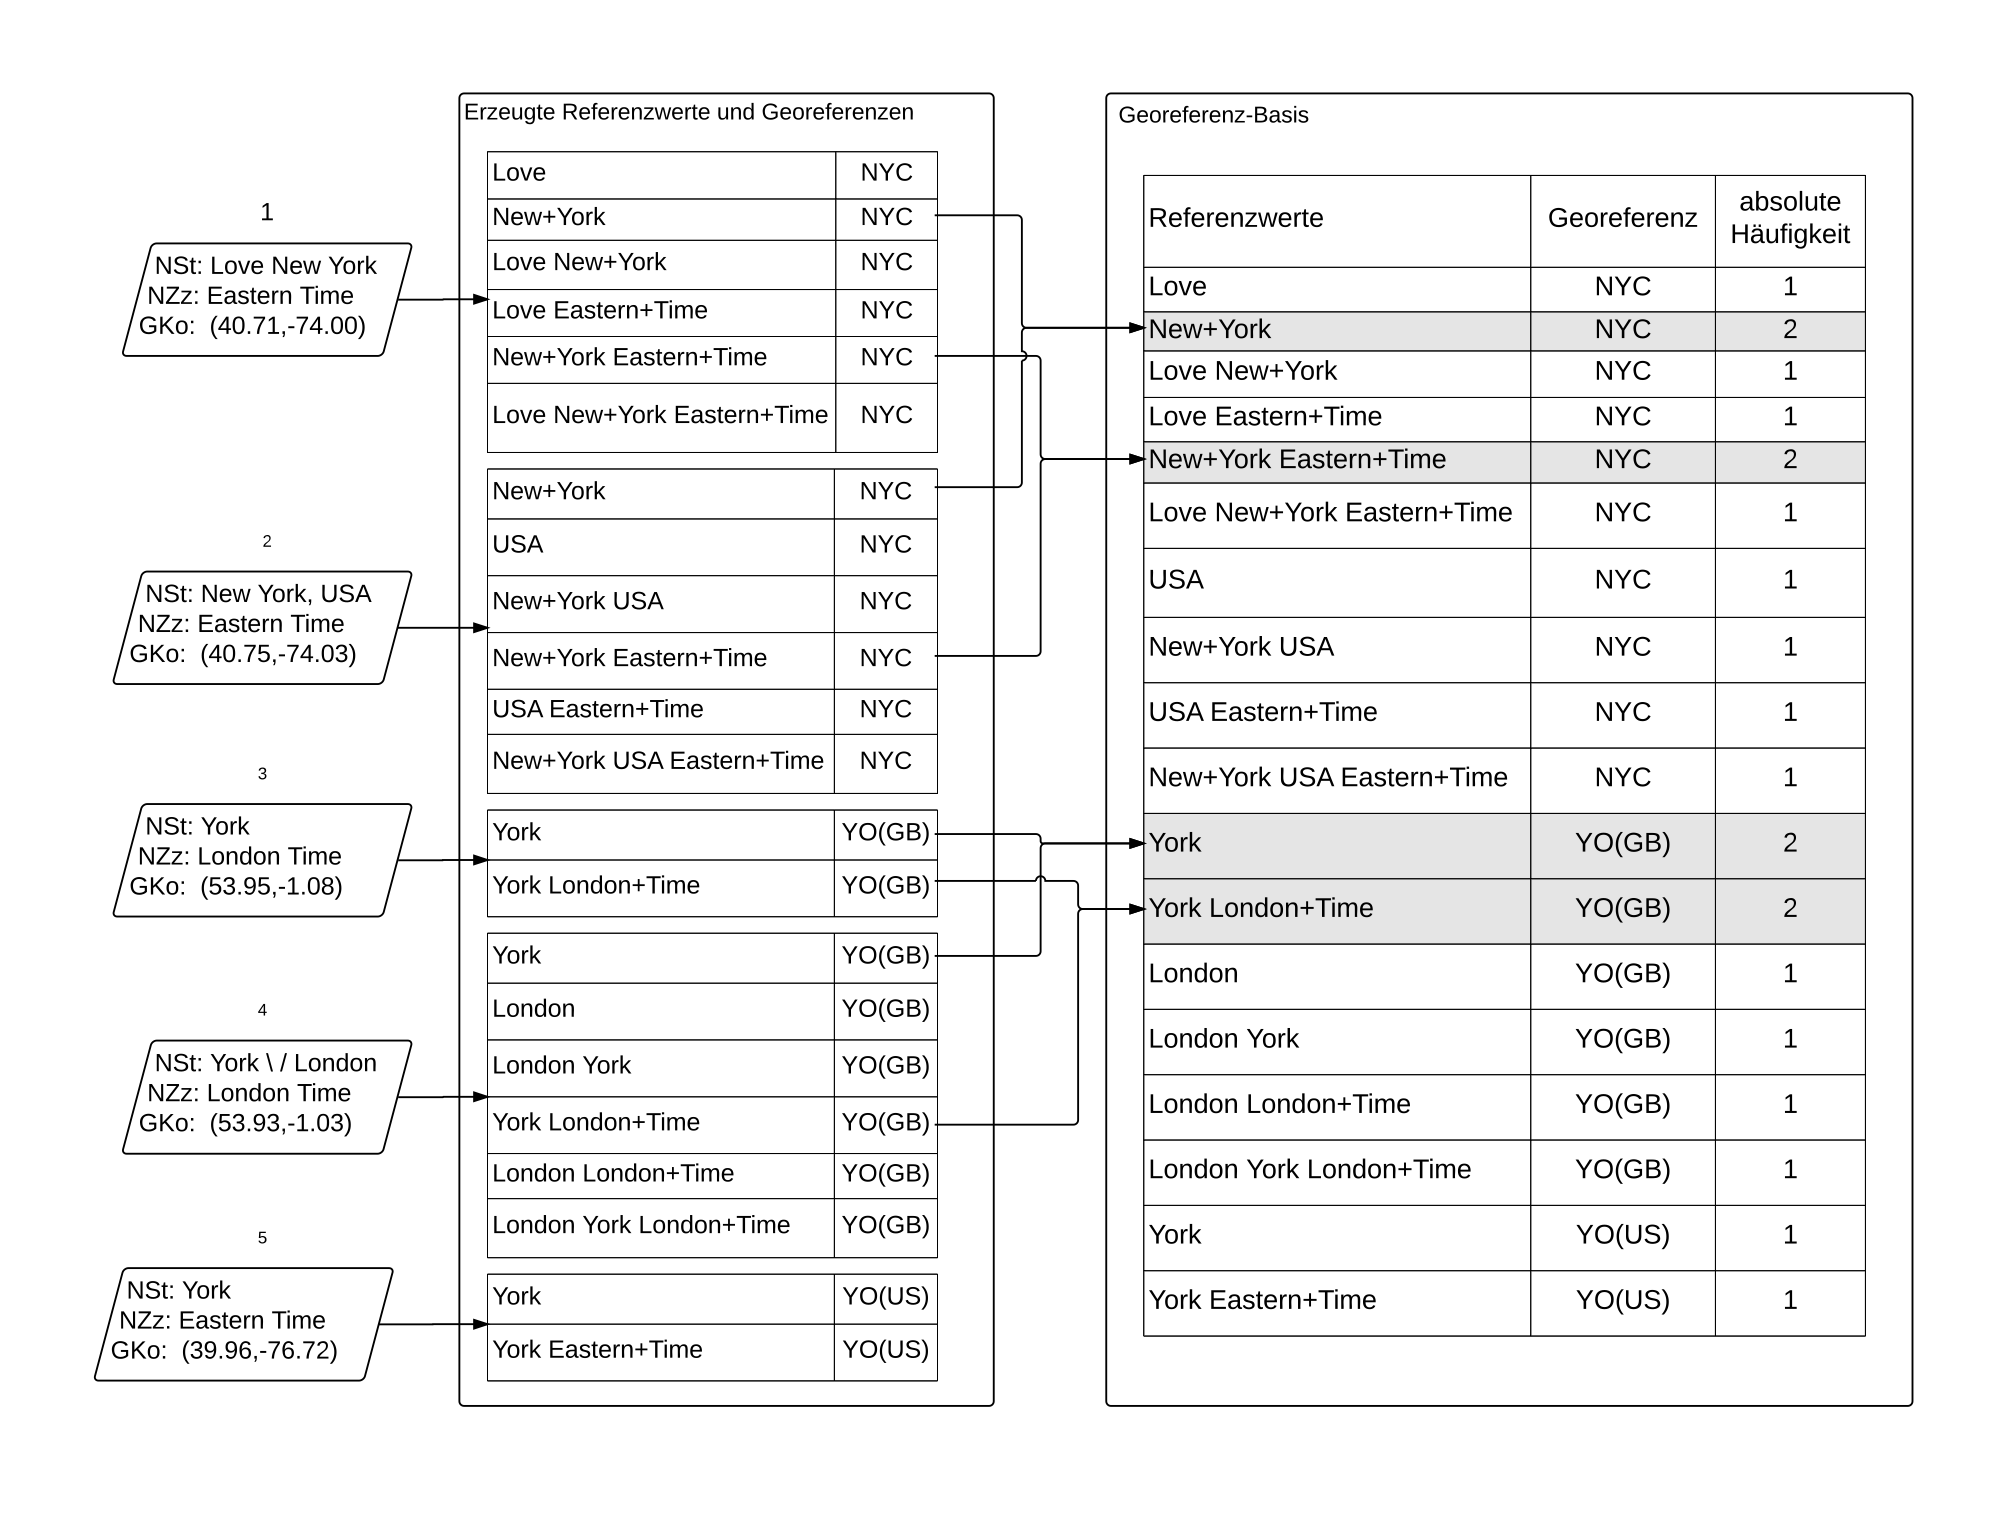 1
NSt: Love New York
NZz: Eastern Time
GKo: (40.71,-74.00)
2
NSt: New York, USA
NZz: Eastern Time
GKo: (40.75,-74.03)
3
NSt: York
NZz: London Time
GKo: (53.95,-1.08)
4
NSt: York \ / London
NZz: London Time
GKo: (53.93,-1.03)
5
NSt: York
NZz: Eastern Time
GKo: (39.96,-76.72)
Erzeugte Referenzwerte und Georeferenzen
Love NYC
New+York NYC
Love New+York NYC
Love Eastern+Time NYC
New+York Eastern+Time NYC
Love New+York Eastern+Time NYC
New+York NYC
USA NYC
New+York USA NYC
New+York Eastern+Time NYC
USA Eastern+Time NYC
New+York USA Eastern+Time NYC
York YO(GB)
York London+Time YO(GB)
York YO(GB)
London YO(GB)
London York YO(GB)
York London+Time YO(GB)
London London+Time YO(GB)
London York London+Time YO(GB)
York YO(US)
York Eastern+Time YO(US)
Georeferenz-Basis
Referenzwerte Georeferenz absolute
Häufigkeit
Love NYC 1
New+York NYC 2
Love New+York NYC 1
Love Eastern+Time NYC 1
New+York Eastern+Time NYC 2
Love New+York Eastern+Time NYC 1
USA NYC 1
New+York USA NYC 1
USA Eastern+Time NYC 1
New+York USA Eastern+Time NYC 1
York YO(GB) 2
York London+Time YO(GB) 2
London YO(GB) 1
London York YO(GB) 1
London London+Time YO(GB) 1
London York London+Time YO(GB) 1
York YO(US) 1
York Eastern+Time YO(US) 1